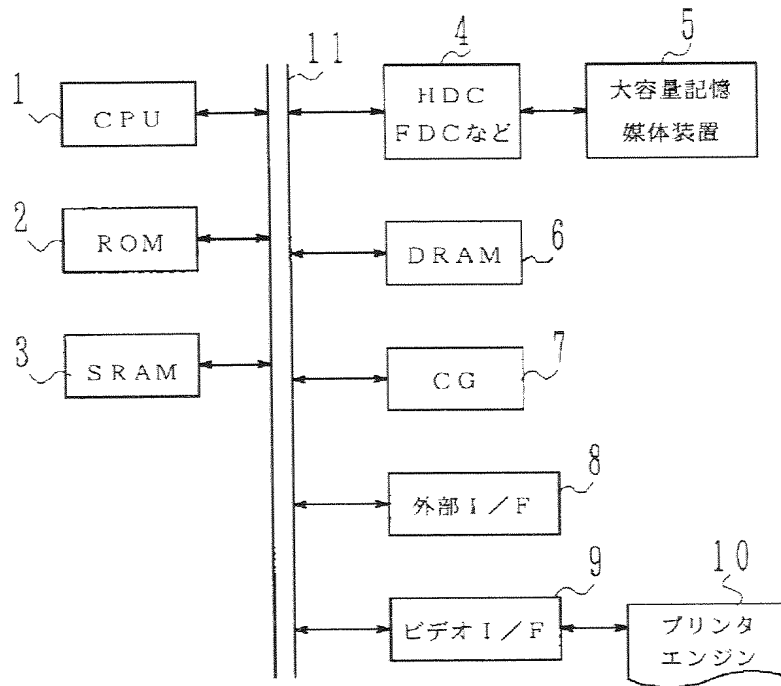 4
5
11
1
CPU
HDC
FDCなど
大容量記憶
媒体装置
2
ROM
6
DRAM
3
SRAM
7
CG
8
外部I/F
9
ビデオI/F
10
プリンタ
エンジン